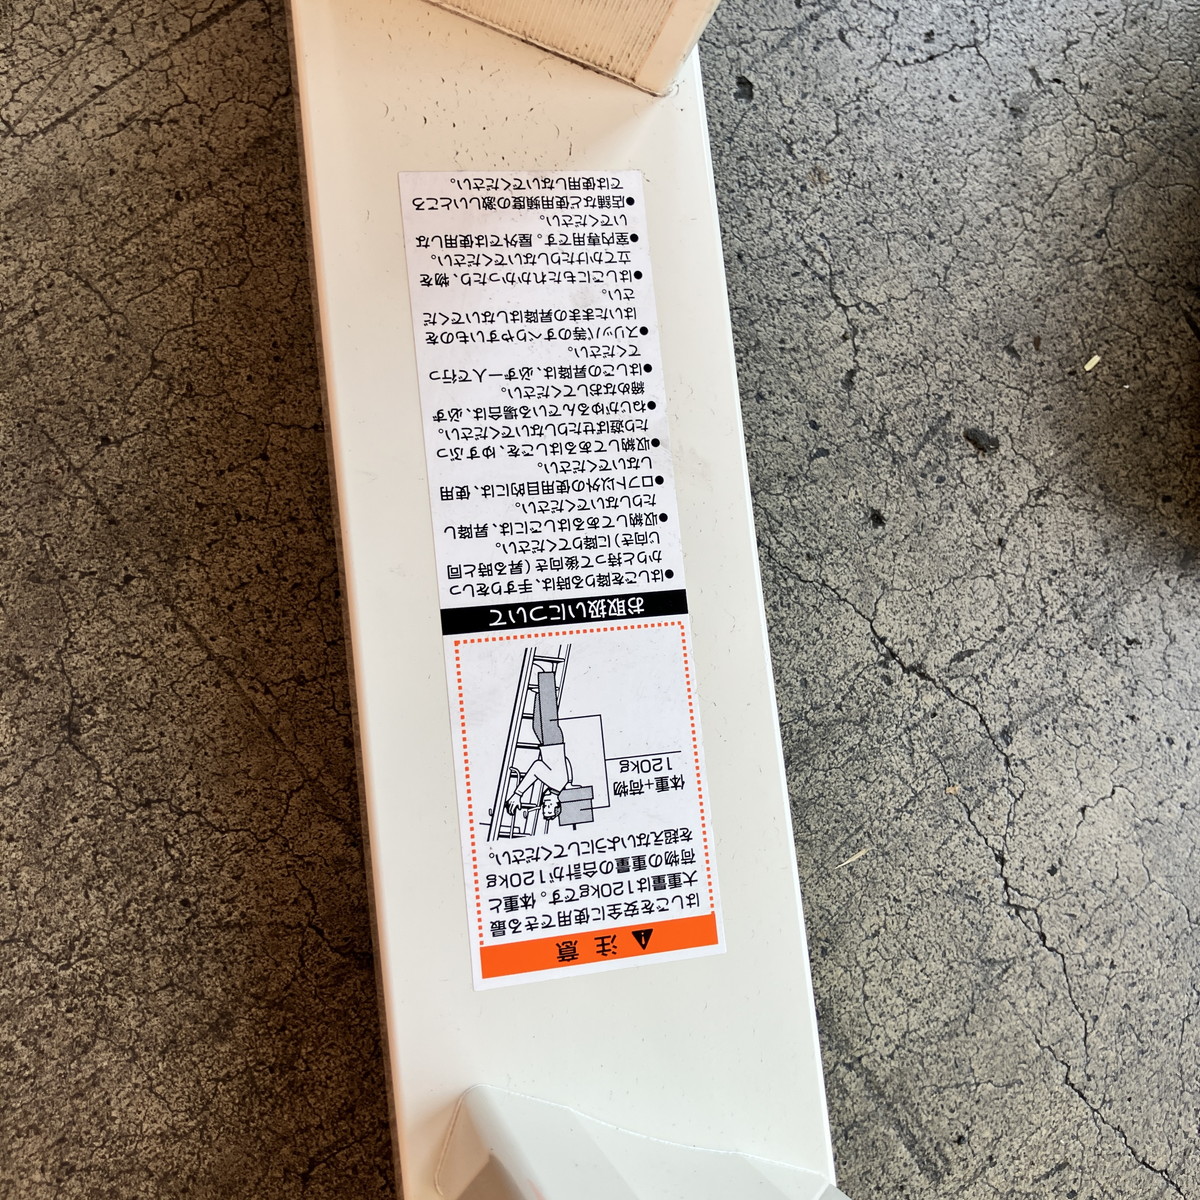 注意
はしごを安全に使用できる最
大重量は120kgです。体重と
荷物の重量の合計が120kg
を超えないようにしてください。
体重+荷物
120kg
お取扱いについて
●はしごを降りる時は、手すりをしっ
かりと持って後向き(昇る時と同
じ向き)に降りてください。
●収納してあるはしごには、昇降し
たりしないでください。
●ロフト以外の使用目的には、使用
しないでください。
●収納してあるはしごを、ゆすぶっ
たり遊ばせたりしないでください。
●ねじがゆるんでいる場合は、必ず
締めなおしてください。
●はしごの昇降は、必ず一人で行っ
てください。
●スリッパ等のすべりやすいものを
はいたままの昇降はしないでくだ
さい。
●はしごにもたれかかったり、物を
立てかけたりしないでください。
●室内専用です。屋外では使用しな
いでください。
●店舗など使用頻度の激しいところ
では使用しないでください。